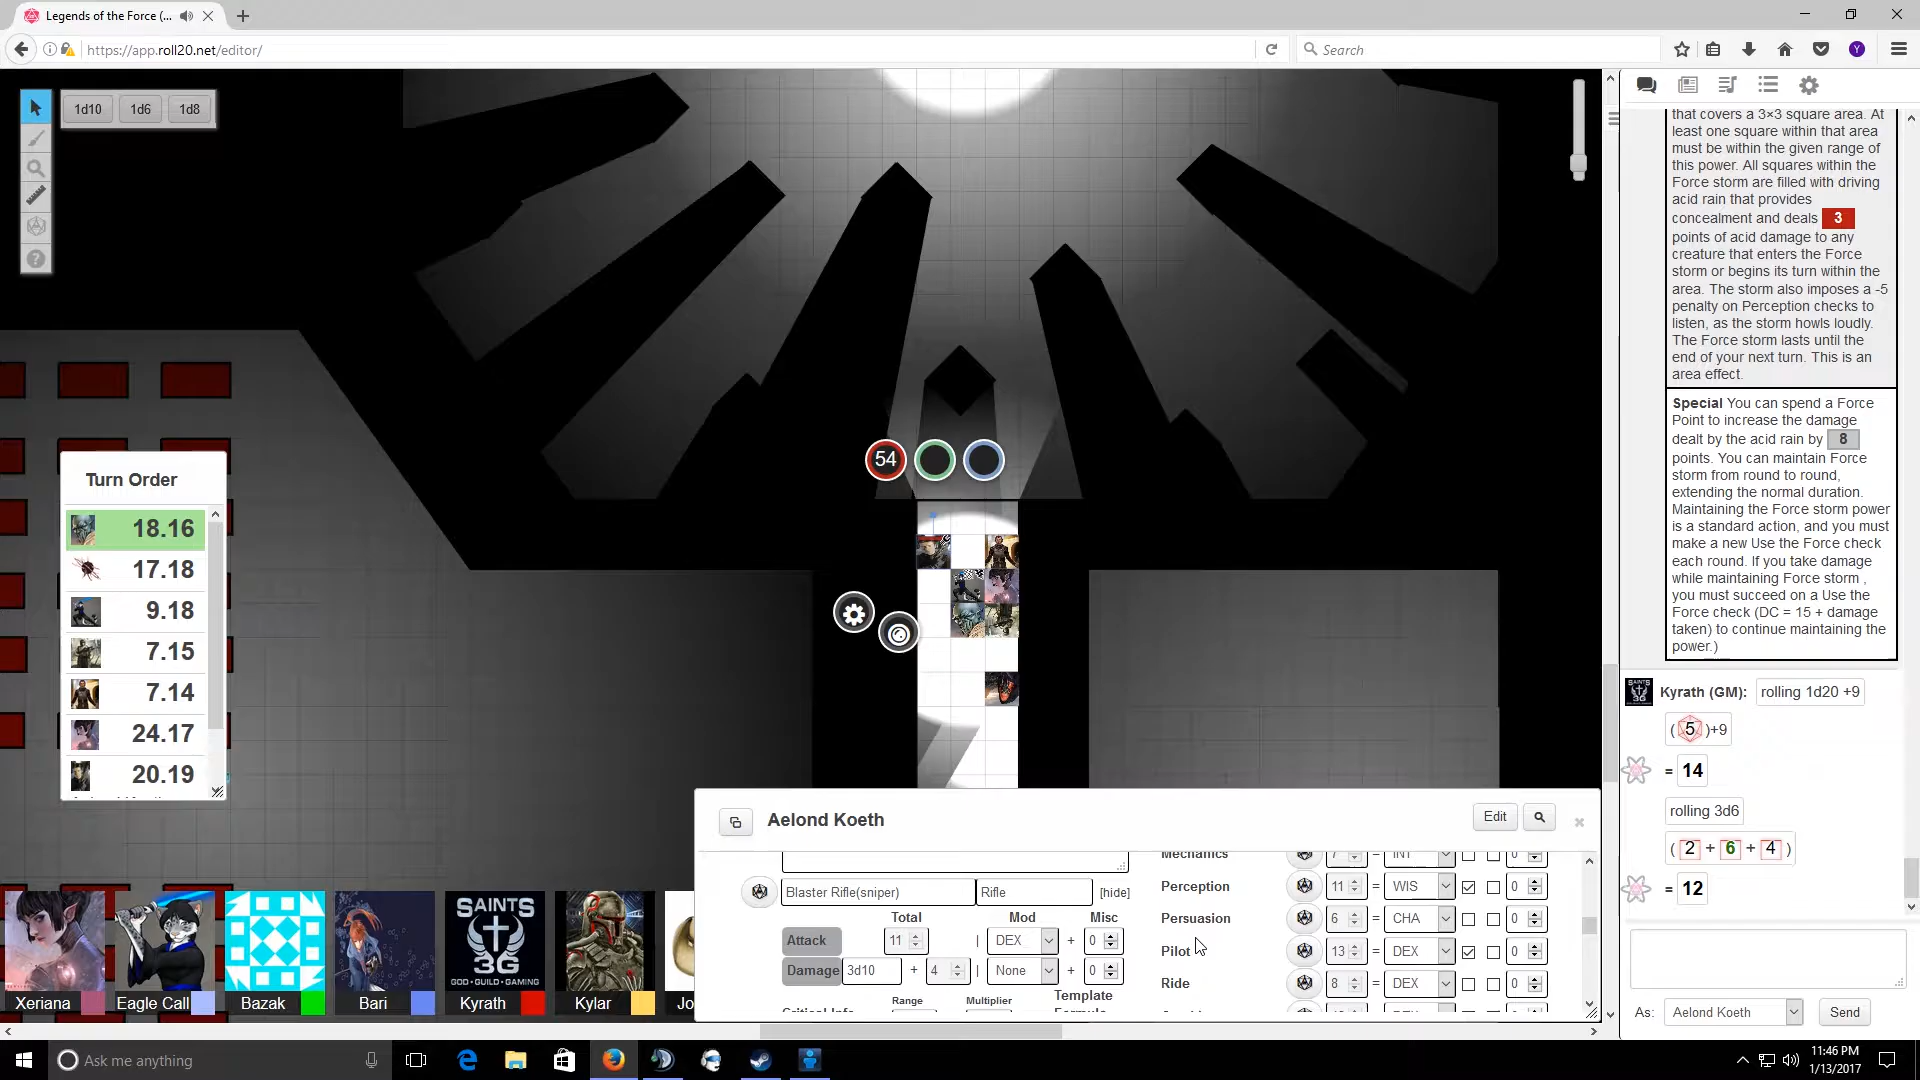 Legends of the Force (...
https://app.roll20.net/editor/
Search
1d10
1d6
1d8
that covers a 3×3 square area. At
least one square within that area
must be within the given range of
this power. All squares within the
Force storm are filled with driving
acid rain that provides
concealment and deals 3
points of acid damage to any
creature that enters the Force
storm or begins its turn within the
area. The storm also imposes a -5
penalty on Perception checks to
listen, as the storm howls loudly.
The Force storm lasts until the
end of your next turn. This is an
area effect.
Special You can spend a Force
Point to increase the damage
dealt by the acid rain by 8
points. You can maintain Force
storm from round to round,
extending the normal duration.
Maintaining the Force storm power
is a standard action, and you must
make a new Use the Force check
each round. If you take damage
while maintaining Force storm ,
you must succeed on a Use the
Force check (DC = 15 + damage
taken) to continue maintaining the
power.)
Kyrath (GM): rolling 1d20 +9
(5)+9
= 14
rolling 3d6
(2 + 6 + 4)
= 12
As: Aelond Koeth
Send
54
Turn Order
18.16
17.18
9.18
7.15
7.14
24.17
20.19
Aelond Koeth
Edit
Blaster Rifle(sniper) Rifle [hide]
Total Mod Misc
Attack 11 | DEX + 0
Damage 3d10 + 4 | None + 0
Critical Info Range Multiplier Template
Formula
Mechanics 7 = INT 0
Perception 11 = WIS 0
Persuasion 6 = CHA 0
Pilot 13 = DEX 0
Ride 8 = DEX 0
SAINTS
3G
GOD · GUILD · GAMING
Xeriana
Eagle Call
Bazak
Bari
Kyrath
Kylar
Jo
Ask me anything
11:46 PM
1/13/2017